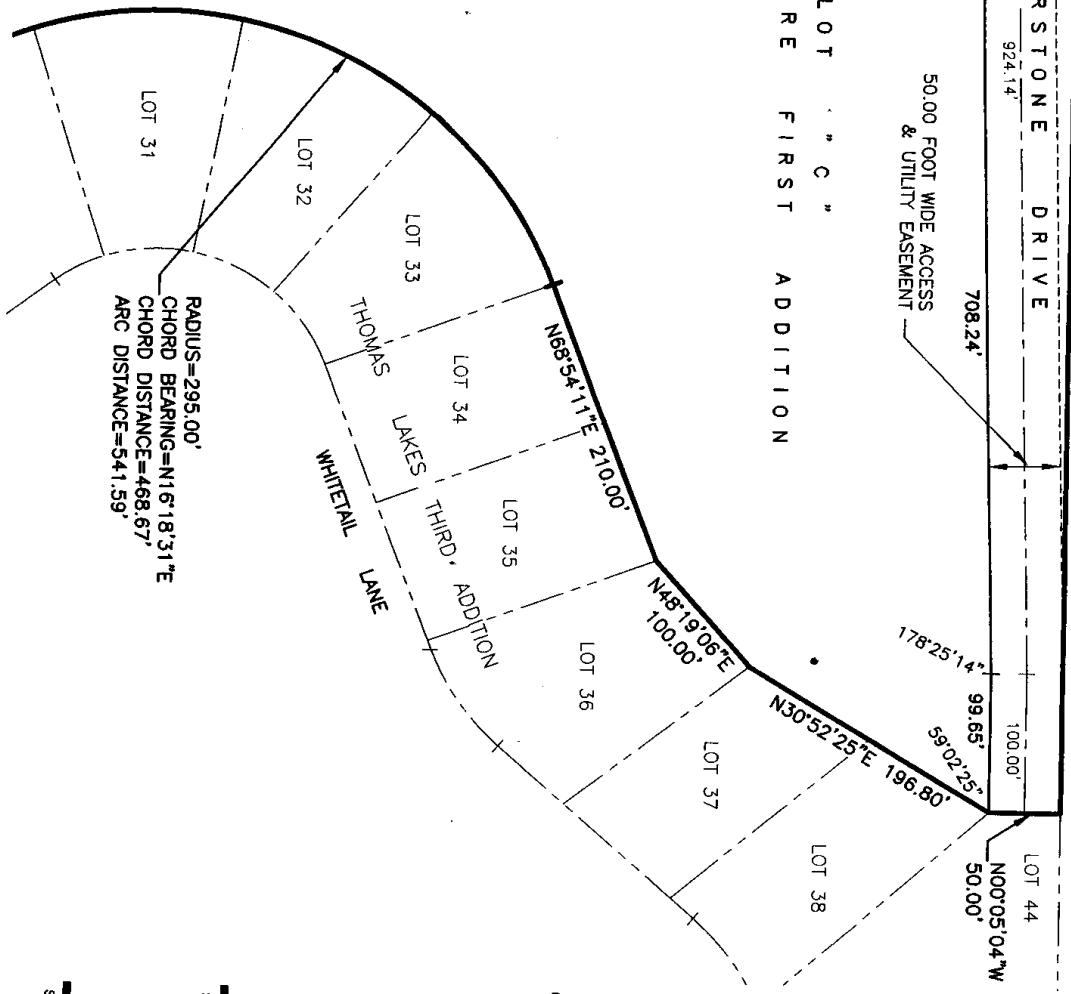 RSTONE DRIVE
924.14'
50.00 FOOT WIDE ACCESS
& UTILITY EASEMENT
LOT "C"
RE FIRST ADDITION
708.24'
178°25'14"
99.65'
100.00'
59°02'25"
LOT 44
N00°05'04"W
50.00'
N68°54'11"E 210.00'
N48°19'06"E
100.00'
N30°52'25"E 196.80'
LOT 31
LOT 32
LOT 33
LOT 34
LOT 35
LOT 36
LOT 37
LOT 38
THOMAS LAKES THIRD ADDITION
WHITETAIL LANE
RADIUS=295.00'
CHORD BEARING=N16°18'31"E
CHORD DISTANCE=468.67'
ARC DISTANCE=541.59'